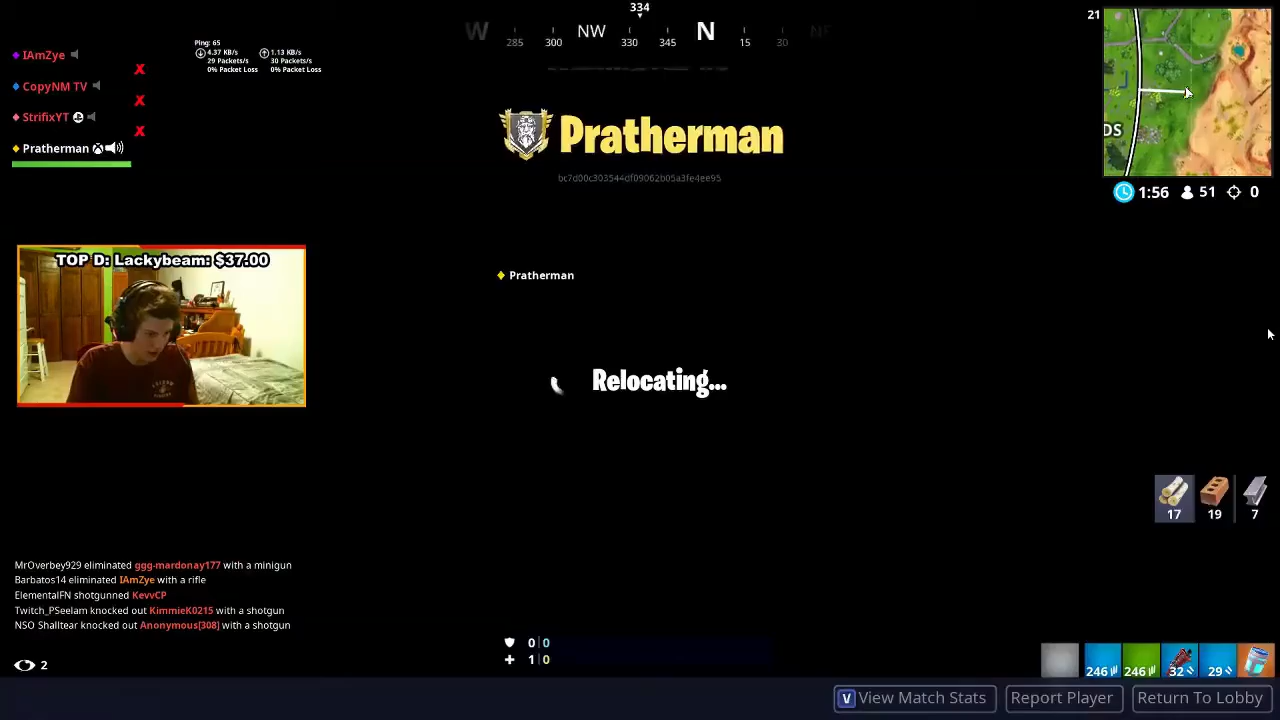 334
W
NW
N
NE
285
300
330
345
15
30
21
IAmZye
CopyNM TV
StrifixYT
Pratherman
Ping: 65
4.37 KB/s
29 Packets/s
0% Packet Loss
1.13 KB/s
30 Packets/s
0% Packet Loss
Pratherman
bc7d00c303544df09062b05a3fe4ee95
DS
1:56
51
0
TOP D: Lackybeam: $37.00
Pratherman
Relocating...
17
19
7
MrOverbey929 eliminated ggg-mardonay177 with a minigun
Barbatos14 eliminated IAmZye with a rifle
ElementalFN shotgunned KevvCP
Twitch_PSeelam knocked out KimmieK0215 with a shotgun
NSO Shalltear knocked out Anonymous[308] with a shotgun
0|0
1|0
2
246
246
32
29
V View Match Stats
Report Player
Return To Lobby